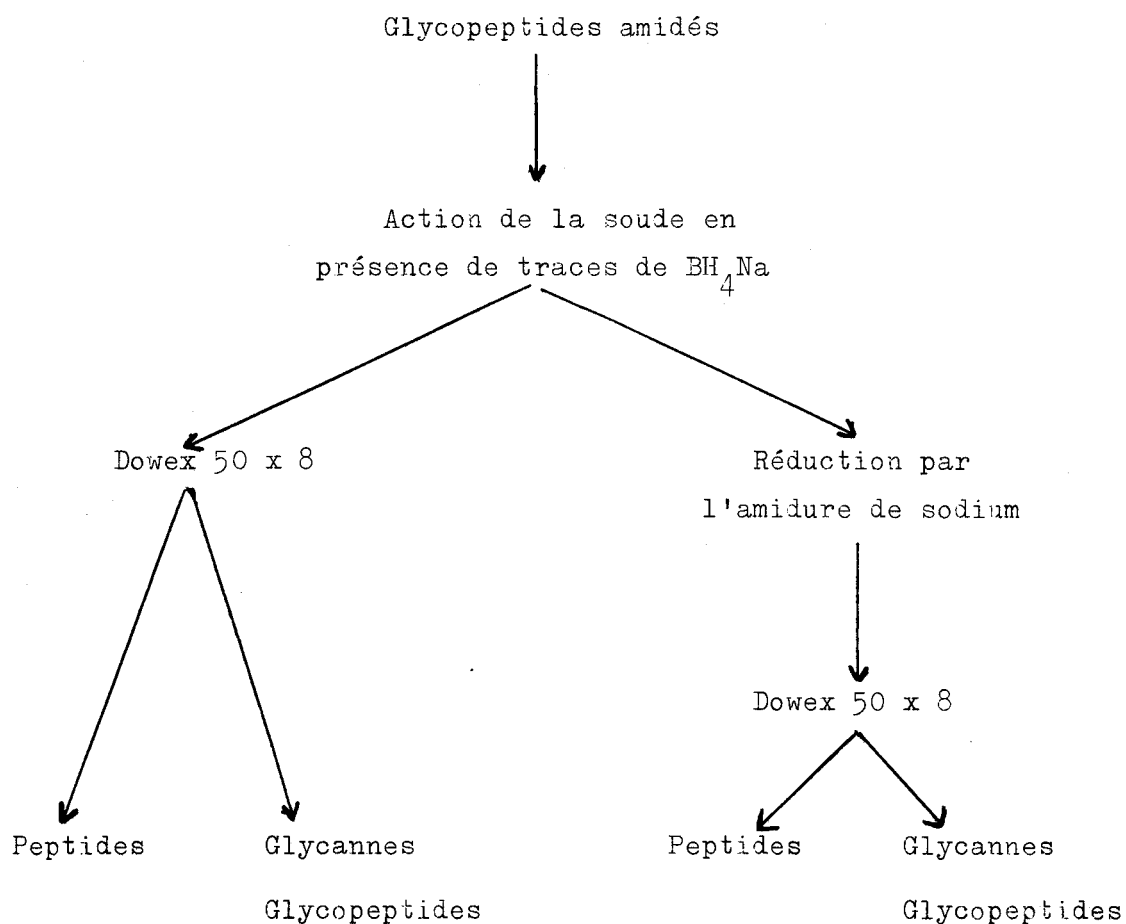 Glycopeptides amidés
Action de la soude en
présence de traces de BH4Na
Dowex 50 x 8
Réduction par
l'amidure de sodium
Dowex 50 x 8
Peptides
Glycannes
Glycopeptides
Peptides
Glycannes
Glycopeptides